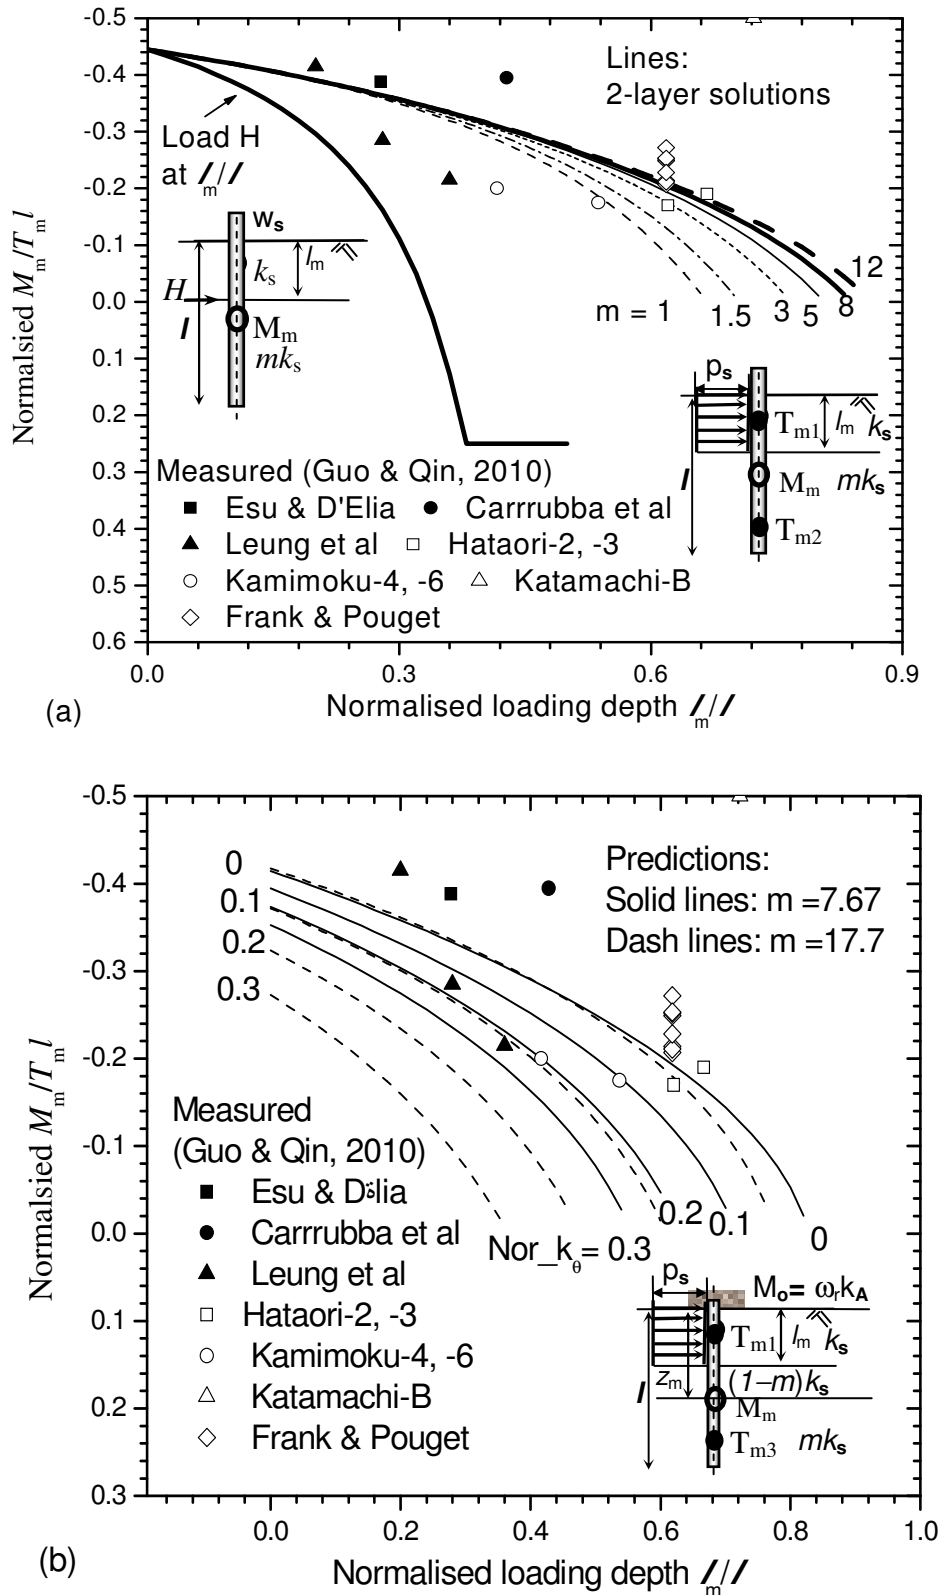 -0.5
-0.4
-0.3
-0.2
-0.1
0.0
0.1
0.2
0.3
0.4
0.5
0.6
Normalsied M_m/T_m l
Lines:
2-layer solutions
Load H
at l_m/l
w_s
l_m
k_s
H
l
M_m
mk_s
m = 1
1.5
3
5
8
12
p_s
T_m1
l_m
k_s
l
M_m
mk_s
T_m2
Measured (Guo & Qin, 2010)
Esu & D'Elia
Carrrubba et al
Leung et al
Hataori-2, -3
Kamimoku-4, -6
Katamachi-B
Frank & Pouget
0.0
0.3
0.6
0.9
(a)
Normalised loading depth l_m/l
-0.5
-0.4
-0.3
-0.2
-0.1
0.0
0.1
0.2
0.3
Normalsied M_m/T_m l
0
0.1
0.2
0.3
Predictions:
Solid lines: m =7.67
Dash lines: m =17.7
Measured
(Guo & Qin, 2010)
Esu &
Carrrubba et al
Leung et al
Hataori-2, -3
Kamimoku-4, -6
Katamachi-B
Frank & Pouget
Nor_k_θ= 0.3
0.2
0.1
0
p_s
M_o= ω_rk_A
T_m1
l_m
k_s
z_m
l
(1-m)k_s
M_m
T_m3
mk_s
0.0
0.2
0.4
0.6
0.8
1.0
(b)
Normalised loading depth l_m/l